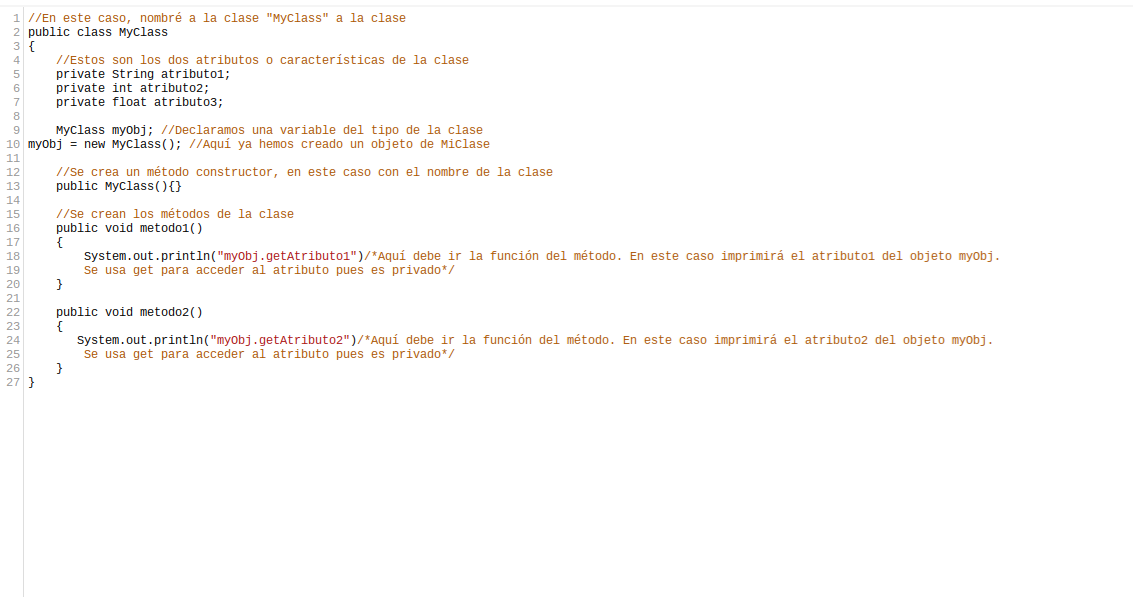 1 //En este caso, nombré a la clase "MyClass" a la clase
2 public class MyClass
3 {
4     //Estos son los dos atributos o características de la clase
5     private String atributo1;
6     private int atributo2;
7     private float atributo3;
8
9     MyClass myObj; //Declaramos una variable del tipo de la clase
10 myObj = new MyClass(); //Aquí ya hemos creado un objeto de MiClase
11
12     //Se crea un método constructor, en este caso con el nombre de la clase
13     public MyClass(){}
14
15     //Se crean los métodos de la clase
16     public void metodo1()
17     {
18         System.out.println("myObj.getAtributo1")/*Aquí debe ir la función del método. En este caso imprimirá el atributo1 del objeto myObj.
19         Se usa get para acceder al atributo pues es privado*/
20     }
21
22     public void metodo2()
23     {
24        System.out.println("myObj.getAtributo2")/*Aquí debe ir la función del método. En este caso imprimirá el atributo2 del objeto myObj.
25         Se usa get para acceder al atributo pues es privado*/
26     }
27 }